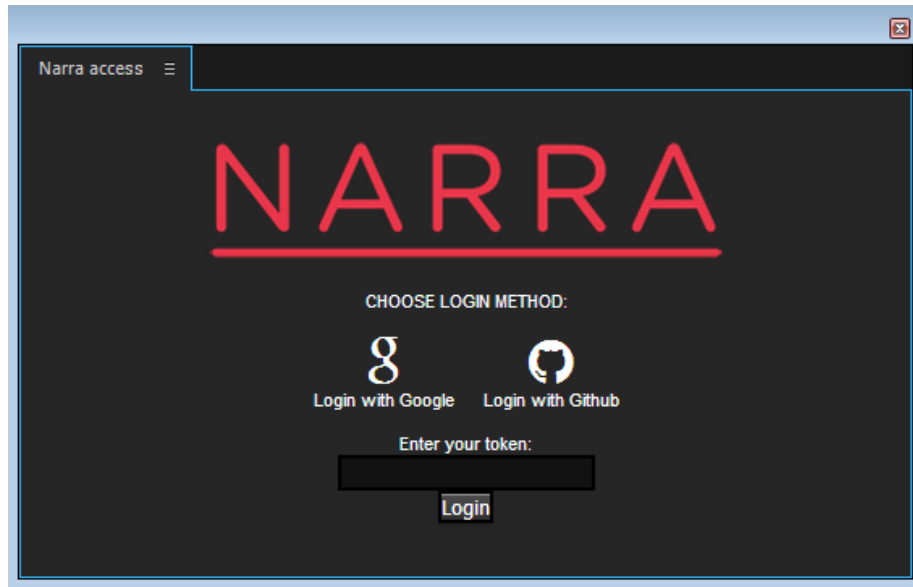 Narra access
NARRA
CHOOSE LOGIN METHOD:
Login with Google Login with Github
Enter your token:
Login